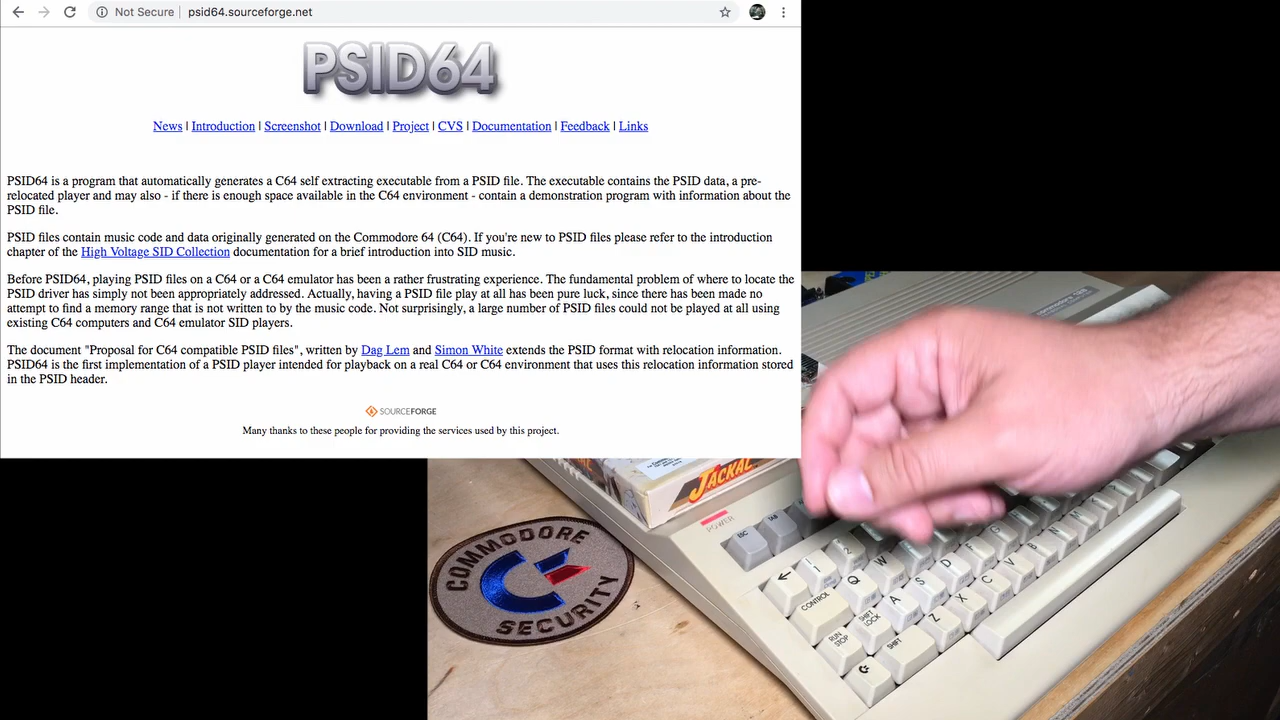 Not Secure | psid64.sourceforge.net
PSID64
News | Introduction | Screenshot | Download | Project | CVS | Documentation | Feedback | Links
PSID64 is a program that automatically generates a C64 self extracting executable from a PSID file. The executable contains the PSID data, a pre-
relocated player and may also - if there is enough space available in the C64 environment - contain a demonstration program with information about the
PSID file.
PSID files contain music code and data originally generated on the Commodore 64 (C64). If you're new to PSID files please refer to the introduction
chapter of the High Voltage SID Collection documentation for a brief introduction into SID music.
Before PSID64, playing PSID files on a C64 or a C64 emulator has been a rather frustrating experience. The fundamental problem of where to locate the
PSID driver has simply not been appropriately addressed. Actually, having a PSID file play at all has been pure luck, since there has been made no
attempt to find a memory range that is not written to by the music code. Not surprisingly, a large number of PSID files could not be played at all using
existing C64 computers and C64 emulator SID players.
The document "Proposal for C64 compatible PSID files", written by Dag Lem and Simon White extends the PSID format with relocation information.
PSID64 is the first implementation of a PSID player intended for playback on a real C64 or C64 environment that uses this relocation information stored
in the PSID header.
SOURCEFORGE
Many thanks to these people for providing the services used by this project.
JACKAL
POWER
COMMODORE
SECURITY
ESC
TAB
1
2
Q
W
CONTROL
A
S
D
F
G
SHIFT
LOCK
RUN
STOP
SHIFT
Z
X
C
V
B
N
M